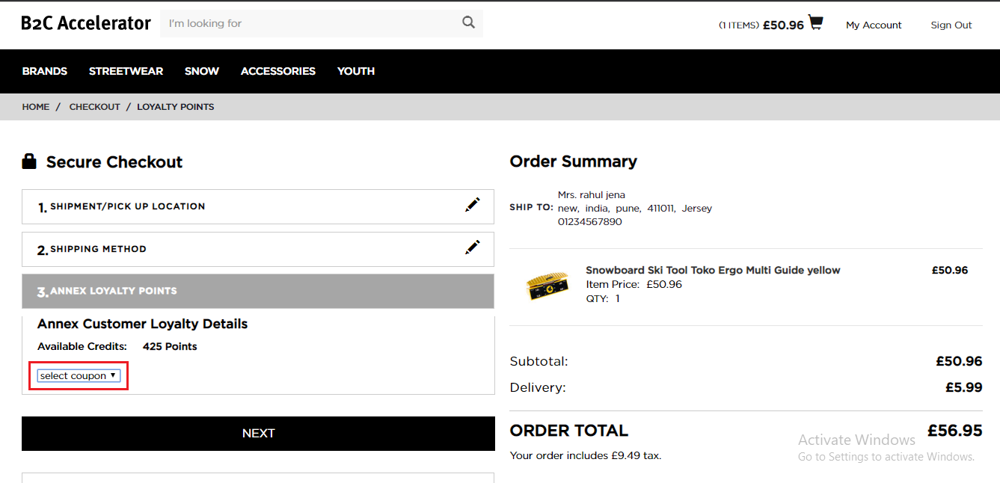 B2C Accelerator
I'm looking for
(1 ITEMS) £50.96
My Account
Sign Out
BRANDS STREETWEAR SNOW ACCESSORIES YOUTH
HOME / CHECKOUT / LOYALTY POINTS
Secure Checkout
1. SHIPMENT/PICK UP LOCATION
2. SHIPPING METHOD
3. ANNEX LOYALTY POINTS
Annex Customer Loyalty Details
Available Credits: 425 Points
select coupon
NEXT
Order Summary
SHIP TO:
Mrs. rahul jena
new, india, pune, 411011, Jersey
01234567890
Snowboard Ski Tool Toko Ergo Multi Guide yellow £50.96
Item Price: £50.96
QTY: 1
Subtotal: £50.96
Delivery: £5.99
ORDER TOTAL £56.95
Your order includes £9.49 tax.
Activate Windows
Go to Settings to activate Windows.